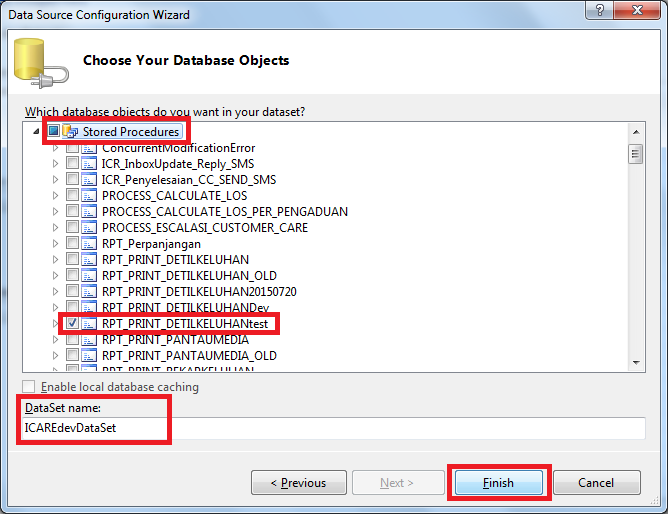 Data Source Configuration Wizard
Choose Your Database Objects
Which database objects do you want in your dataset?
Stored Procedures
ConcurrentModificationError
ICR_InboxUpdate_Reply_SMS
ICR_Penyelesaian_CC_SEND_SMS
PROCESS_CALCULATE_LOS
PROCESS_CALCULATE_LOS_PER_PENGADUAN
PROCESS_ESCALASI_CUSTOMER_CARE
RPT_Perpanjangan
RPT_PRINT_DETILKELUHAN
RPT_PRINT_DETILKELUHAN_OLD
RPT_PRINT_DETILKELUHAN20150720
RPT_PRINT_DETILKELUHANDev
RPT_PRINT_DETILKELUHANtest
RPT_PRINT_PANTAUMEDIA
RPT_PRINT_PANTAUMEDIA_OLD
RPT_PRINT_REKAPKELUHAN
Enable local database caching
DataSet name:
ICAREdevDataSet
< Previous Next > Finish Cancel